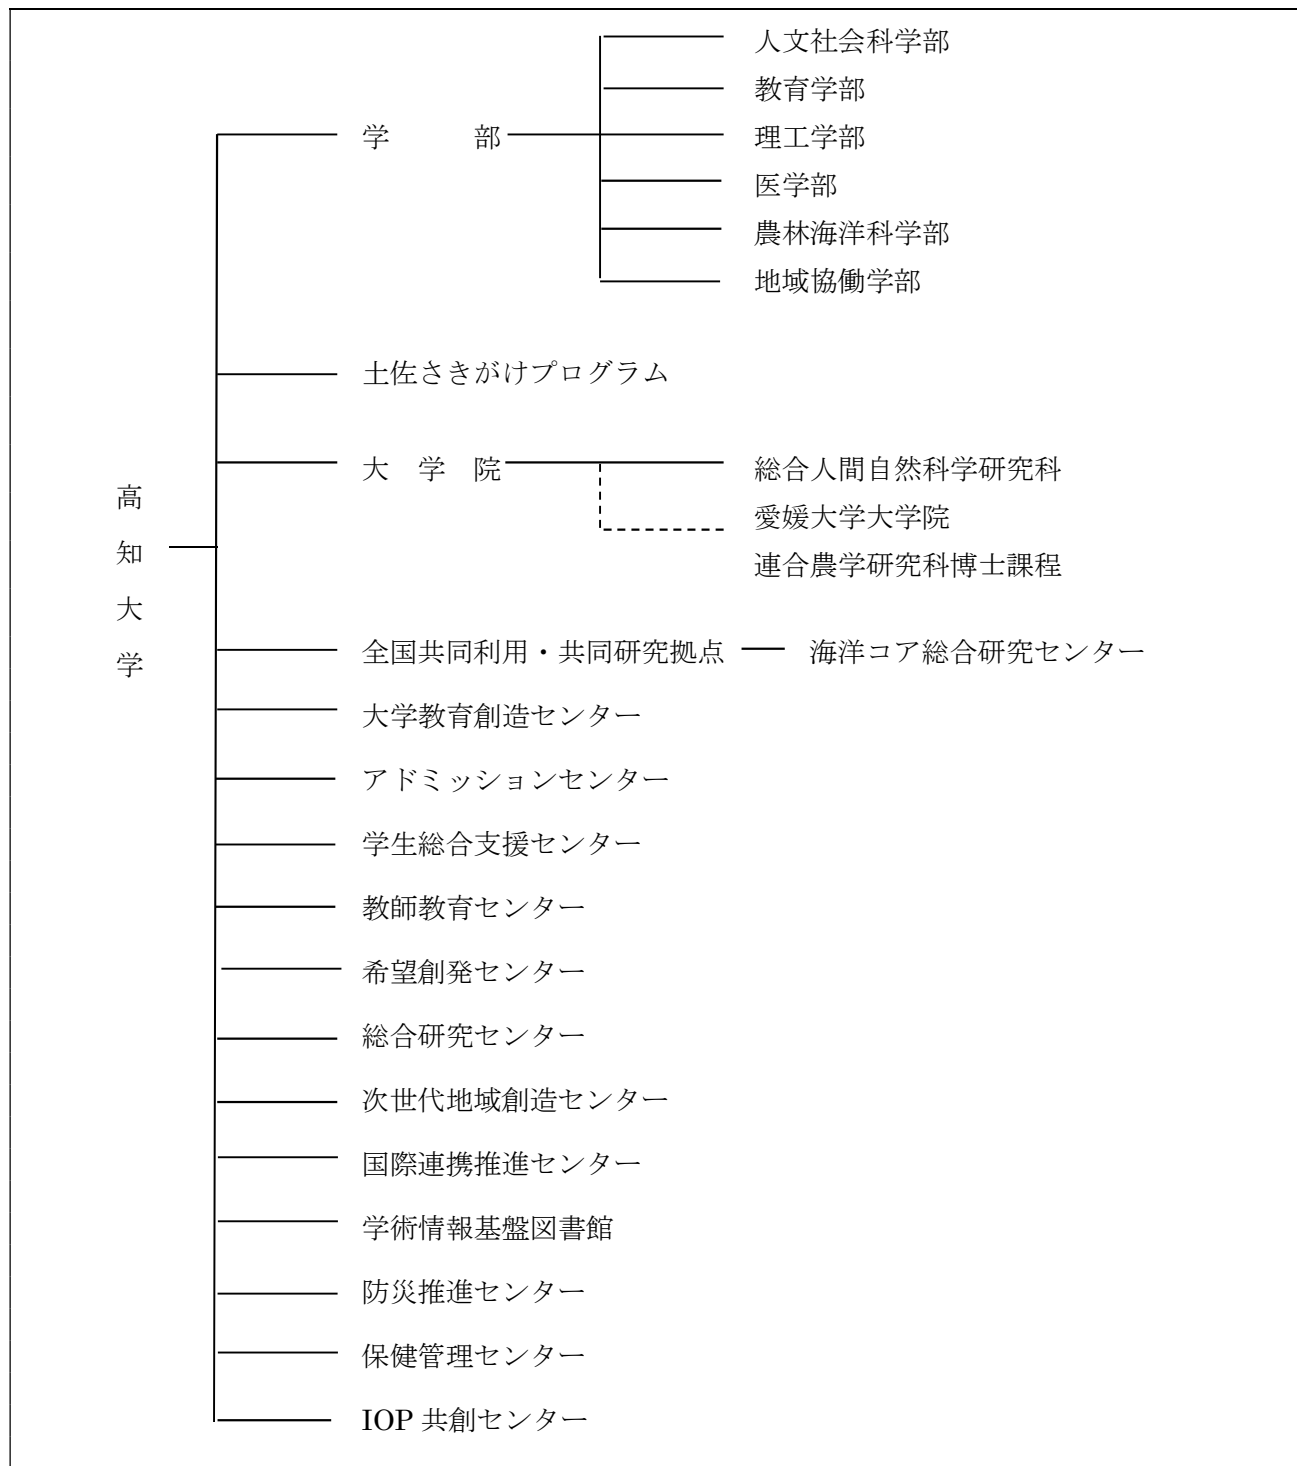 高知大学
学部
人文社会科学部
教育学部
理工学部
医学部
農林海洋科学部
地域協働学部
土佐さきがけプログラム
大学院
総合人間自然科学研究科
愛媛大学大学院
連合農学研究科博士課程
全国共同利用・共同研究拠点
海洋コア総合研究センター
大学教育創造センター
アドミッションセンター
学生総合支援センター
教師教育センター
希望創発センター
総合研究センター
次世代地域創造センター
国際連携推進センター
学術情報基盤図書館
防災推進センター
保健管理センター
IOP 共創センター